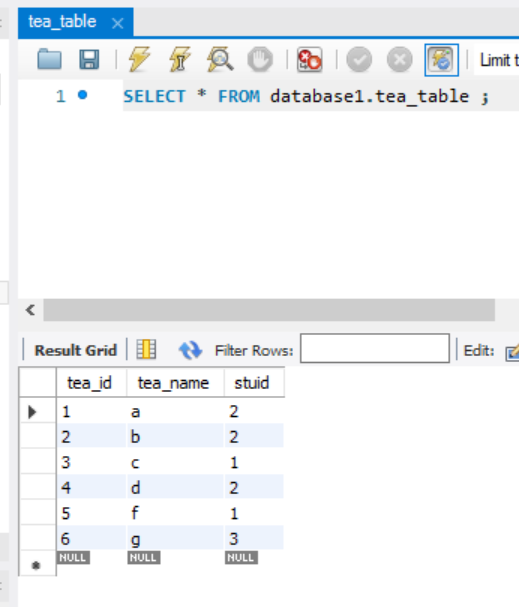 tea_table ×
Limit t
1 SELECT * FROM database1.tea_table ;
Result Grid Filter Rows: Edit:
tea_id tea_name stuid
1 a 2
2 b 2
3 c 1
4 d 2
5 f 1
6 g 3
NULL NULL NULL